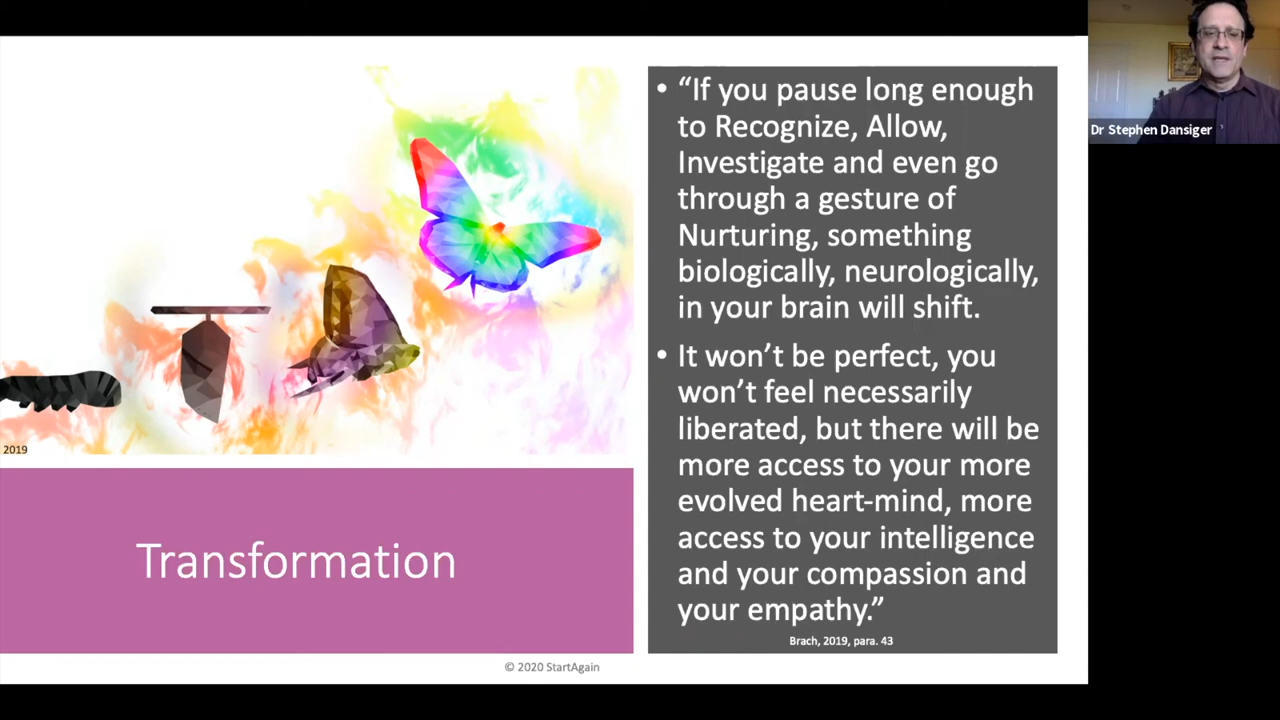 2019
Transformation
• “If you pause long enough
to Recognize, Allow,
Investigate and even go
through a gesture of
Nurturing, something
biologically, neurologically,
in your brain will shift.
• It won’t be perfect, you
won’t feel necessarily
liberated, but there will be
more access to your more
evolved heart-mind, more
access to your intelligence
and your compassion and
your empathy.”
Brach, 2019, para. 43
© 2020 StartAgain
Dr Stephen Dansiger